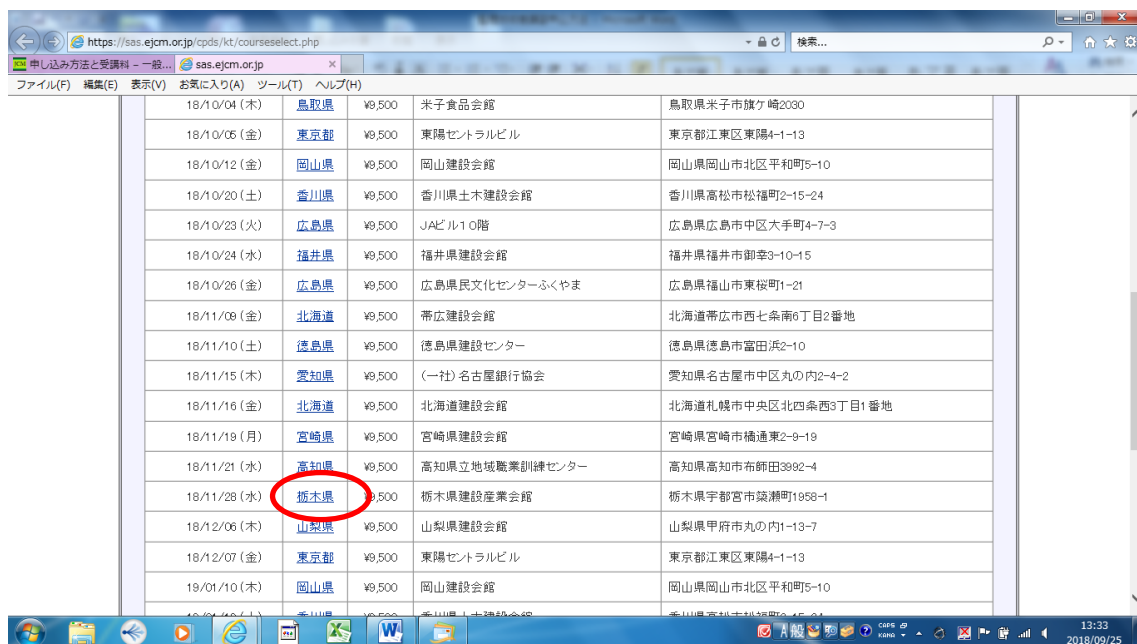 https://sas.ejcm.or.jp/cpds/kt/courseselect.php
検索...
申し込み方法と受講料 - 一般...
sas.ejcm.or.jp
ファイル(F) 編集(E) 表示(V) お気に入り(A) ツール(T) ヘルプ(H)
18/10/04(木) 鳥取県 ¥9,500 米子食品会館 鳥取県米子市旗ケ崎2030
18/10/05(金) 東京都 ¥9,500 東陽セントラルビル 東京都江東区東陽4-1-13
18/10/12(金) 岡山県 ¥9,500 岡山建設会館 岡山県岡山市北区平和町5-10
18/10/20(土) 香川県 ¥9,500 香川県土木建設会館 香川県高松市松福町2-15-24
18/10/23(火) 広島県 ¥9,500 JAビル10階 広島県広島市中区大手町4-7-3
18/10/24(水) 福井県 ¥9,500 福井県建設会館 福井県福井市御幸3-10-15
18/10/26(金) 広島県 ¥9,500 広島県民文化センターふくやま 広島県福山市東桜町1-21
18/11/09(金) 北海道 ¥9,500 帯広建設会館 北海道帯広市西七条南6丁目2番地
18/11/10(土) 徳島県 ¥9,500 徳島県建設センター 徳島県徳島市富田浜2-10
18/11/15(木) 愛知県 ¥9,500 (一社)名古屋銀行協会 愛知県名古屋市中区丸の内2-4-2
18/11/16(金) 北海道 ¥9,500 北海道建設会館 北海道札幌市中央区北四条西3丁目1番地
18/11/19(月) 宮崎県 ¥9,500 宮崎県建設会館 宮崎県宮崎市橘通東2-9-19
18/11/21(水) 高知県 ¥9,500 高知県立地域職業訓練センター 高知県高知市布師田3992-4
18/11/28(水) 栃木県 9,500 栃木県建設産業会館 栃木県宇都宮市簗瀬町1958-1
18/12/06(木) 山梨県 ¥9,500 山梨県建設会館 山梨県甲府市丸の内1-13-7
18/12/07(金) 東京都 ¥9,500 東陽セントラルビル 東京都江東区東陽4-1-13
19/01/10(木) 岡山県 ¥9,500 岡山建設会館 岡山県岡山市北区平和町5-10
A 般 CAPS KANA
13:33
2018/09/25